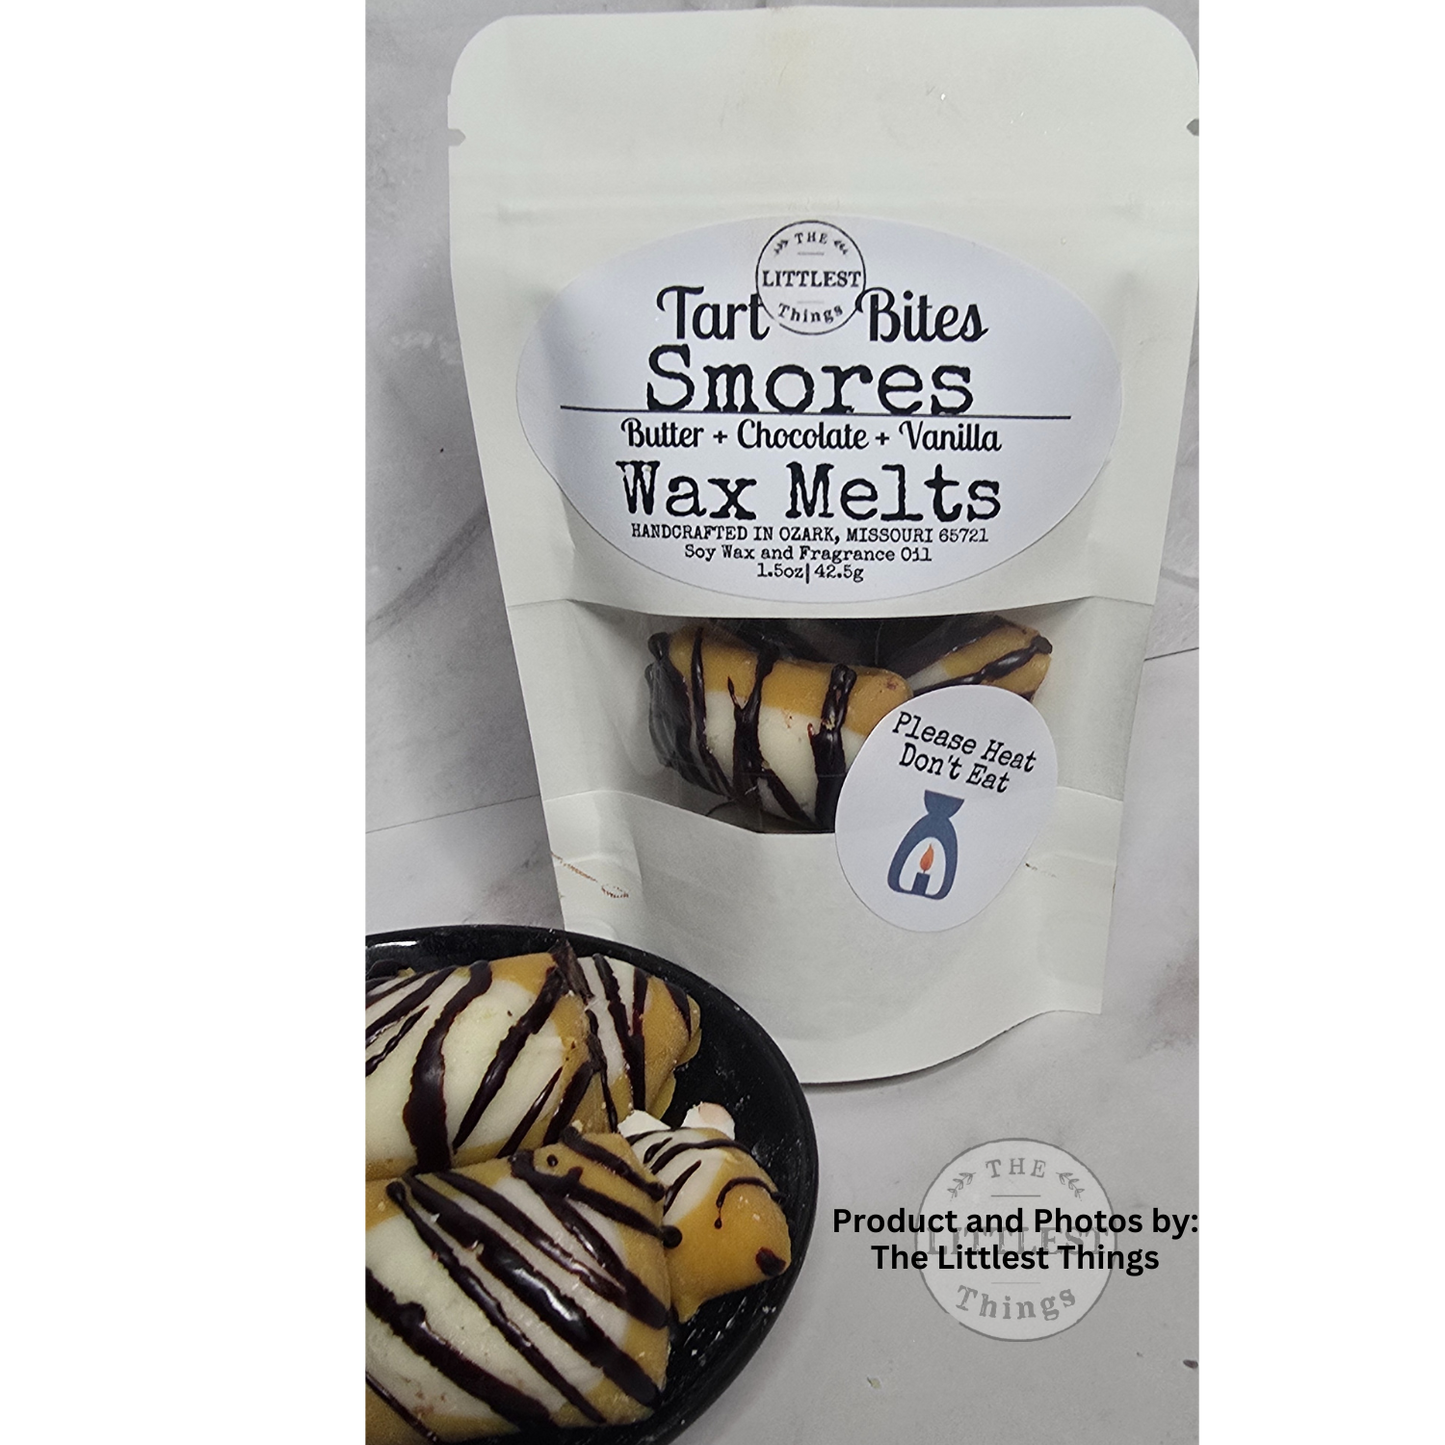 THE
LITTLEST
Things
Tart Bites
Smores
Butter + Chocolate + Vanilla
Wax Melts
HANDCRAFTED IN OZARK, MISSOURI 65721
Soy Wax and Fragrance Oil
1.5oz|42.5g
Please Heat
Don't Eat
THE
LITTLEST
Things
Product and Photos by:
The Littlest Things